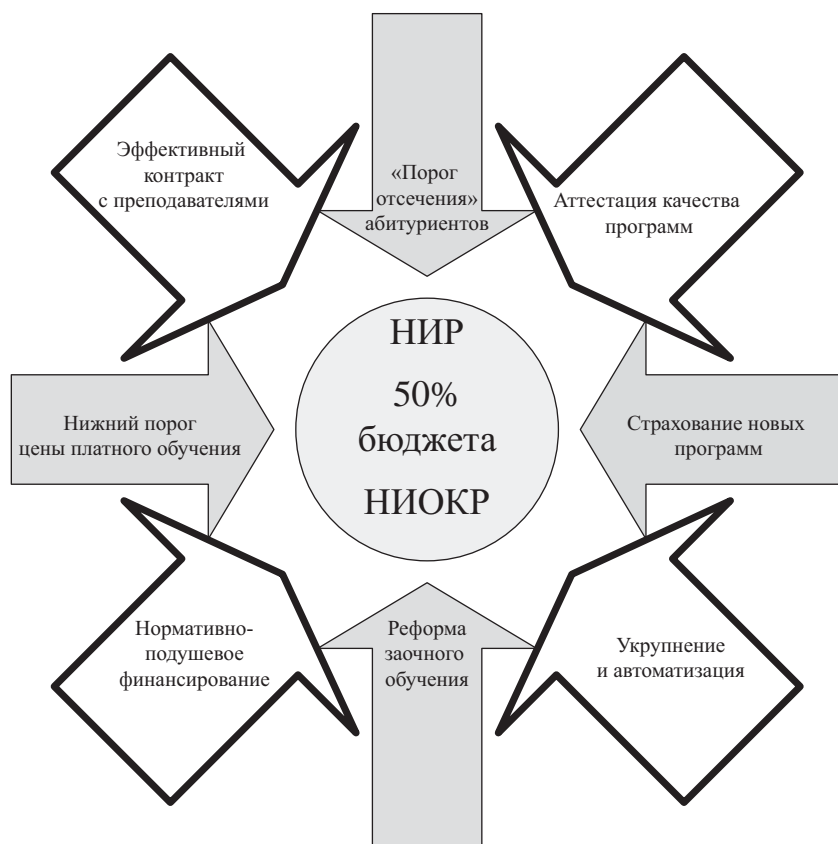 Эффективный
контракт
с преподавателями
«Порог
отсечения»
абитуриентов
Аттестация качества
программ
Нижний порог
цены платного обучения
НИР
50%
бюджета
НИОКР
Страхование новых
программ
Нормативно-
подушевое
финансирование
Реформа
заочного
обучения
Укрупнение
и автоматизация